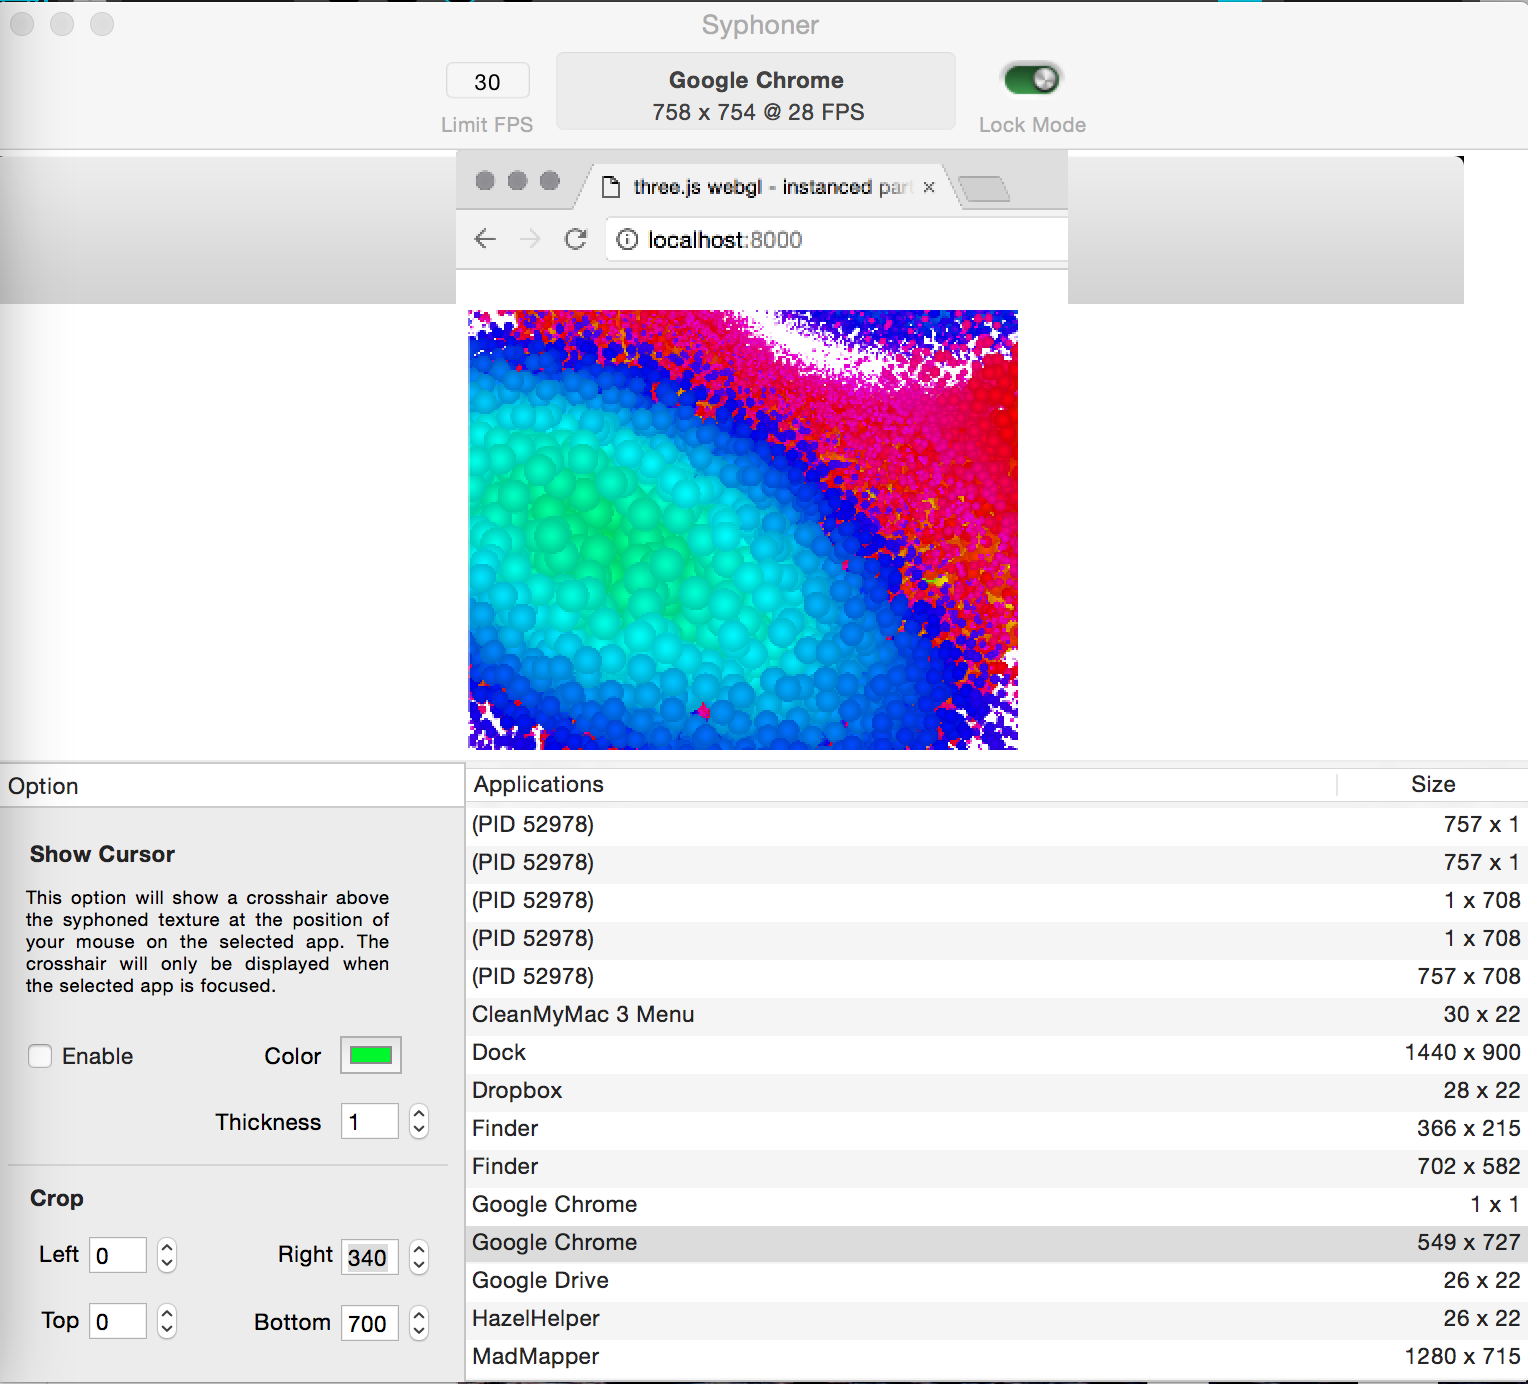 Syphoner
30
Limit FPS
Google Chrome
758 x 754 @ 28 FPS
Lock Mode
three.js webgl - instanced part
localhost:8000
Option
Show Cursor
This option will show a crosshair above
the syphoned texture at the position of
your mouse on the selected app. The
crosshair will only be displayed when
the selected app is focused.
Enable
Color
Thickness 1
Crop
Left 0
Right 340
Top 0
Bottom 700
Applications Size
(PID 52978) 757 x 1
(PID 52978) 757 x 1
(PID 52978) 1 x 708
(PID 52978) 1 x 708
(PID 52978) 757 x 708
CleanMyMac 3 Menu 30 x 22
Dock 1440 x 900
Dropbox 28 x 22
Finder 366 x 215
Finder 702 x 582
Google Chrome 1 x 1
Google Chrome 549 x 727
Google Drive 26 x 22
HazelHelper 26 x 22
MadMapper 1280 x 715